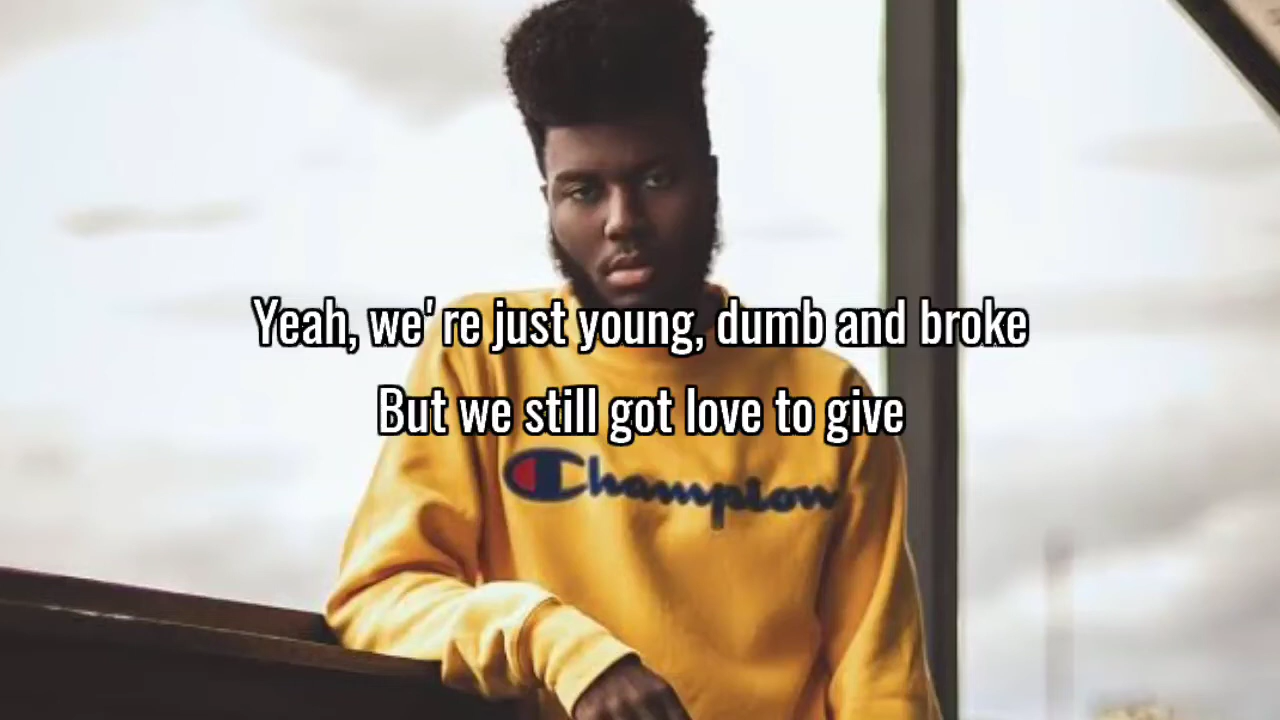 Yeah, we're just young, dumb and broke
But we still got love to give
Champion